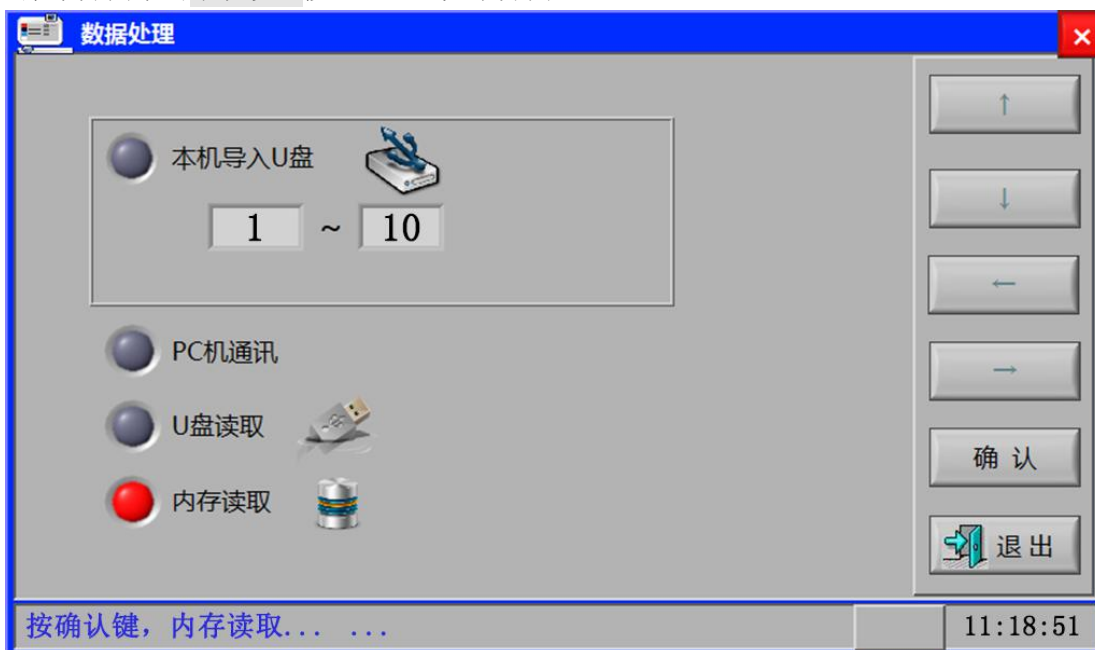 数据处理
本机导入U盘
1 ~ 10
PC机通讯
U盘读取
内存读取
↑
↓
←
→
确 认
退 出
按确认键，内存读取... ...
11:18:51